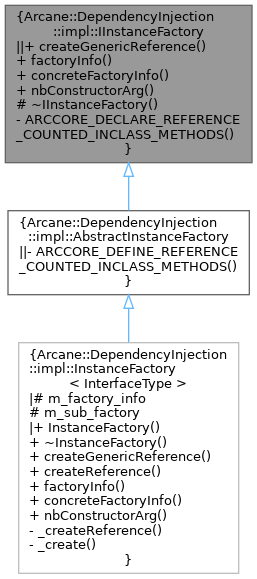 {Arcane::DependencyInjection
::impl::IInstanceFactory
||+ createGenericReference()
+ factoryInfo()
+ concreteFactoryInfo()
+ nbConstructorArg()
# ~IInstanceFactory()
- ARCCORE_DECLARE_REFERENCE
_COUNTED_INCLASS_METHODS()
}
{Arcane::DependencyInjection
::impl::AbstractInstanceFactory
||- ARCCORE_DEFINE_REFERENCE
_COUNTED_INCLASS_METHODS()
}
{Arcane::DependencyInjection
::impl::InstanceFactory
< InterfaceType >
|# m_factory_info
# m_sub_factory
|+ InstanceFactory()
+ ~InstanceFactory()
+ createGenericReference()
+ createReference()
+ factoryInfo()
+ concreteFactoryInfo()
+ nbConstructorArg()
- _createReference()
- _create()
}